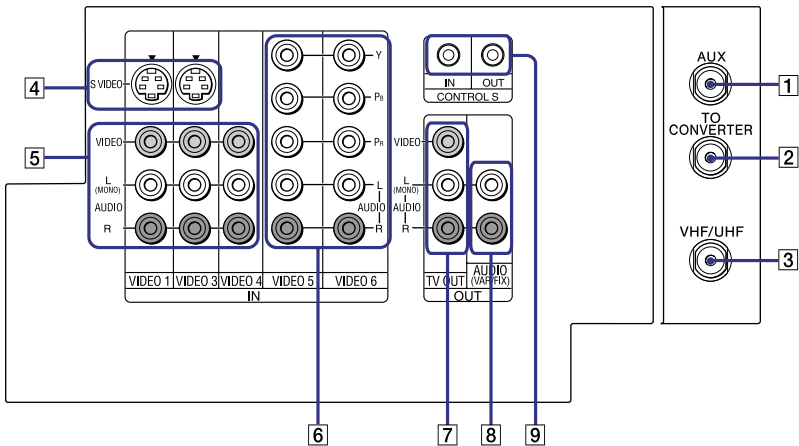 AUX
1
TO
CONVERTER
2
VHF/UHF
3
4
S VIDEO
5
VIDEO
L
(MONO)
AUDIO
R
VIDEO 1
VIDEO 3
VIDEO 4
VIDEO 5
VIDEO 6
IN
Y
PB
PR
L
AUDIO
R
IN
OUT
CONTROL S
VIDEO
L
(MONO)
AUDIO
R
TV OUT
AUDIO
(VAR/FIX)
OUT
6
7
8
9